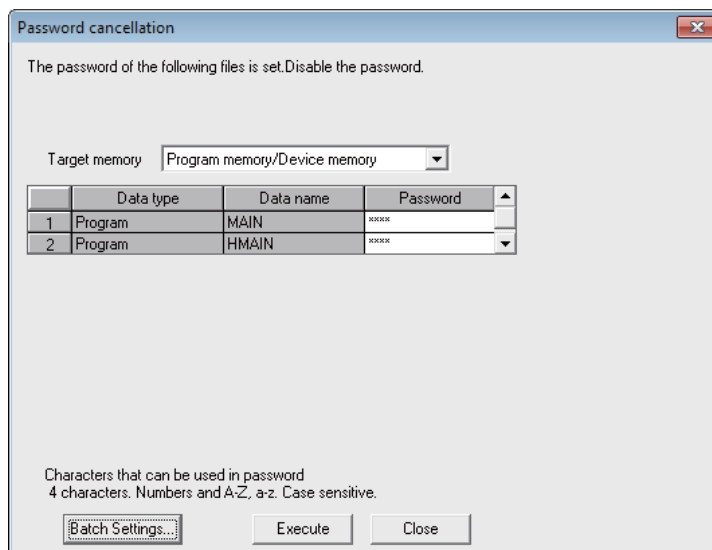 Password cancellation
The password of the following files is set.Disable the password.
Target memory Program memory/Device memory
Data type Data name Password
1 Program MAIN ****
2 Program HMAIN ****
Characters that can be used in password
4 characters. Numbers and A-Z, a-z. Case sensitive.
Batch Settings... Execute Close